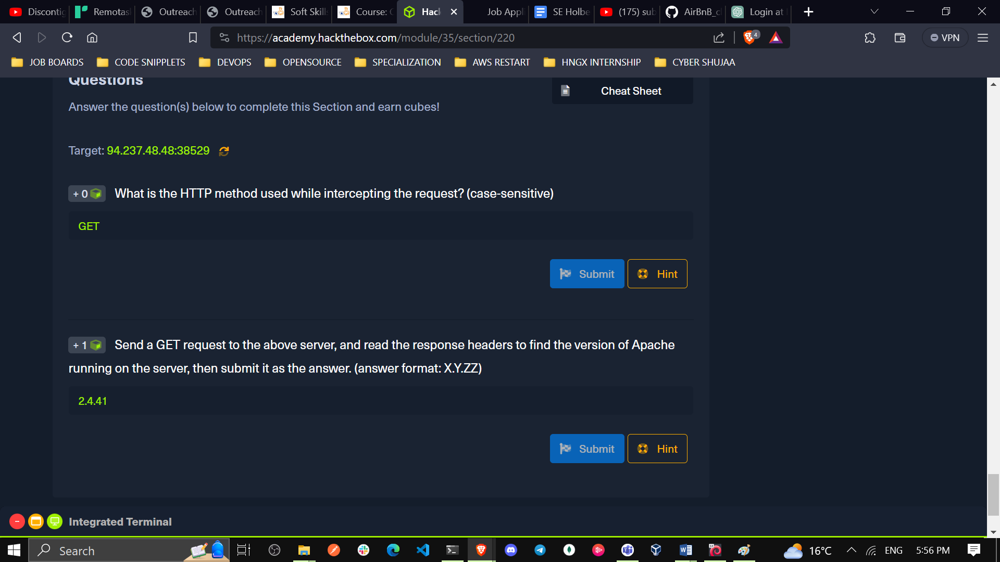 Discontig
Remotas
Outreach
Outreach
Soft Skill
Course: C
Hac
Job Appl
SE Holbe
(175) sub
AirBnB_cl
Login at
https://academy.hackthebox.com/module/35/section/220
4
VPN
JOB BOARDS
CODE SNIPPLETS
DEVOPS
OPENSOURCE
SPECIALIZATION
AWS RESTART
HNGX INTERNSHIP
CYBER SHUJAA
Questions
Cheat Sheet
Answer the question(s) below to complete this Section and earn cubes!
Target: 94.237.48.48:38529
+ 0 What is the HTTP method used while intercepting the request? (case-sensitive)
GET
Submit
Hint
+ 1 Send a GET request to the above server, and read the response headers to find the version of Apache
running on the server, then submit it as the answer. (answer format: X.Y.ZZ)
2.4.41
Submit
Hint
Integrated Terminal
Search
16°C
ENG
5:56 PM